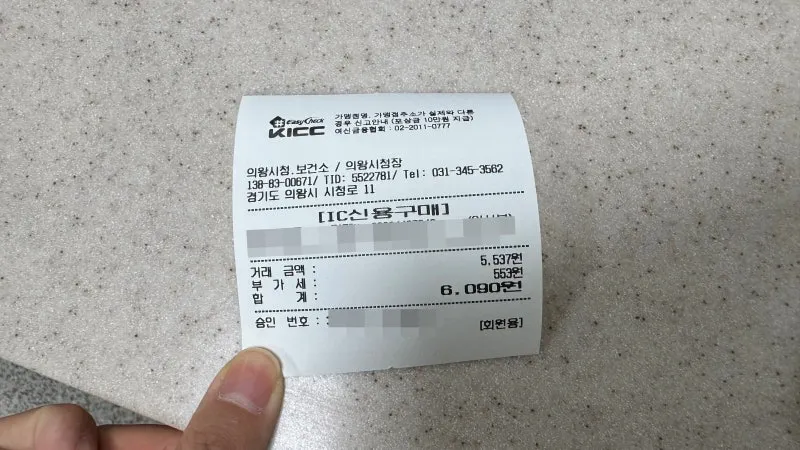 EasyCheck
KICC
가맹점명, 가맹점주소가 실제와 다른
경우 신고안내 (포상금 10만원 지급)
여신금융협회 : 02-2011-0777
의왕시청.보건소 / 의왕시청장
138-83-00671/ TID: 5522781/ Tel: 031-345-3562
경기도 의왕시 시청로 11
[IC신용구매]
거래 금액 : 5,537원
부 가 세 : 553원
합 계 : 6,090원
승인 번호 :
[회원용]